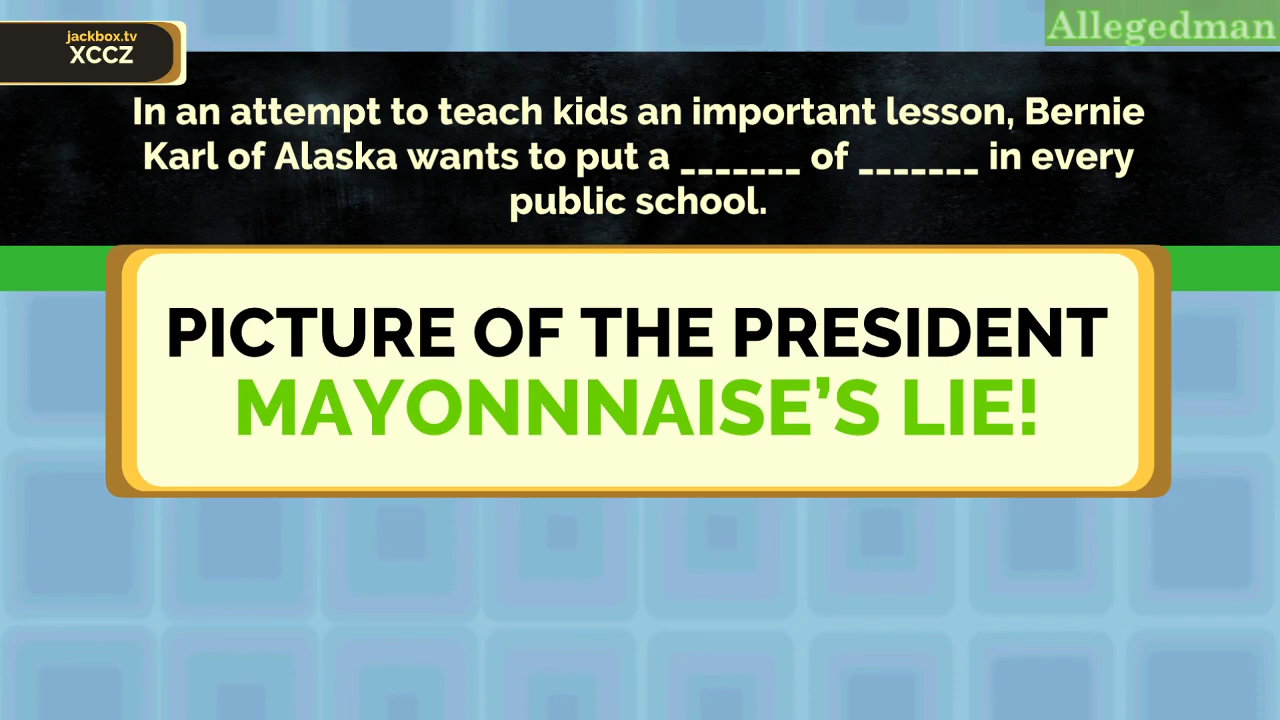 jackbox.tv
XCCZ
Allegedman
In an attempt to teach kids an important lesson, Bernie
Karl of Alaska wants to put a _______ of _______ in every
public school.
PICTURE OF THE PRESIDENT
MAYONNNAISE’S LIE!